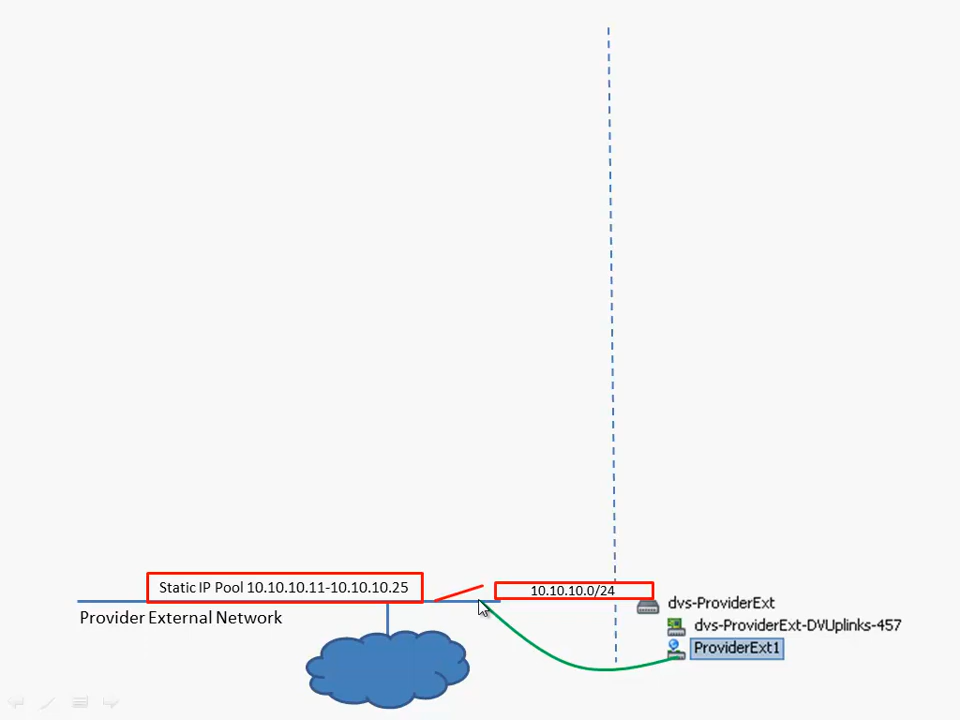 Static IP Pool 10.10.10.11-10.10.10.25
10.10.10.0/24
Provider External Network
dvs-ProviderExt
dvs-ProviderExt-DVUplinks-457
ProviderExt1